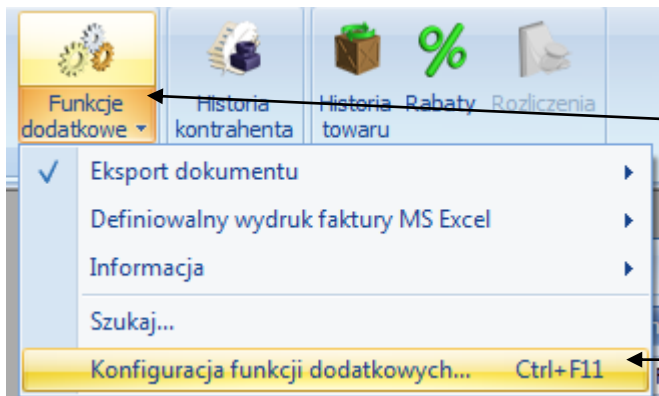 Funkcje
dodatkowe
Historia
kontrahenta
Historia
towaru
Rabaty
Rozliczenia
Eksport dokumentu
Definiowalny wydruk faktury MS Excel
Informacja
Szukaj...
Konfiguracja funkcji dodatkowych... Ctrl+F11